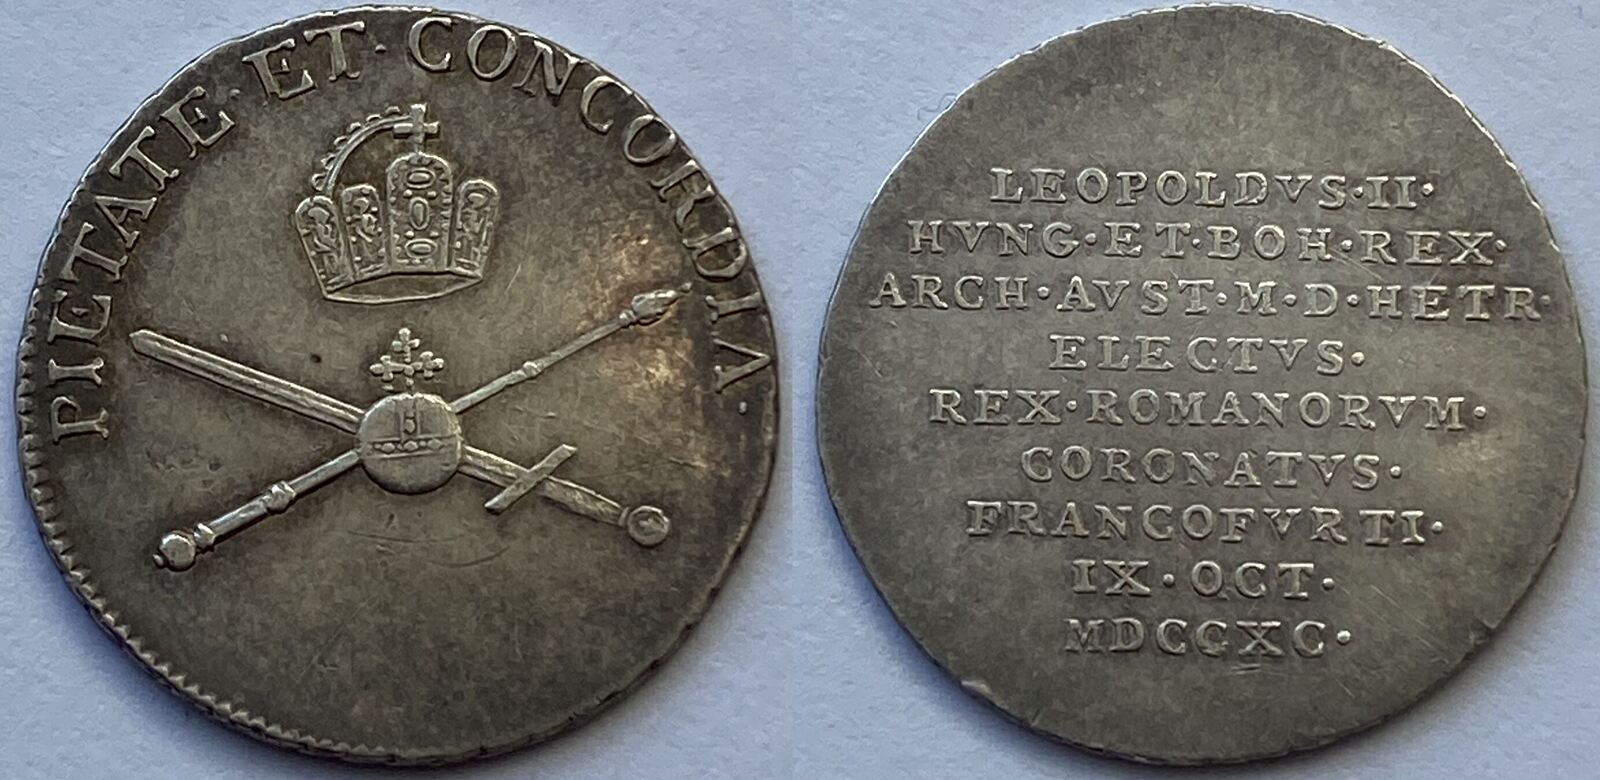 PIETATE · ET · CONCORDIA ·
LEOPOLDVS · II ·
HVNG · ET · BOH · REX ·
ARCH · AVST · M · D · HETR ·
ELECTVS ·
REX · ROMANORVM ·
CORONATVS ·
FRANCOFVRTI ·
IX · OCT ·
MDCCXC ·